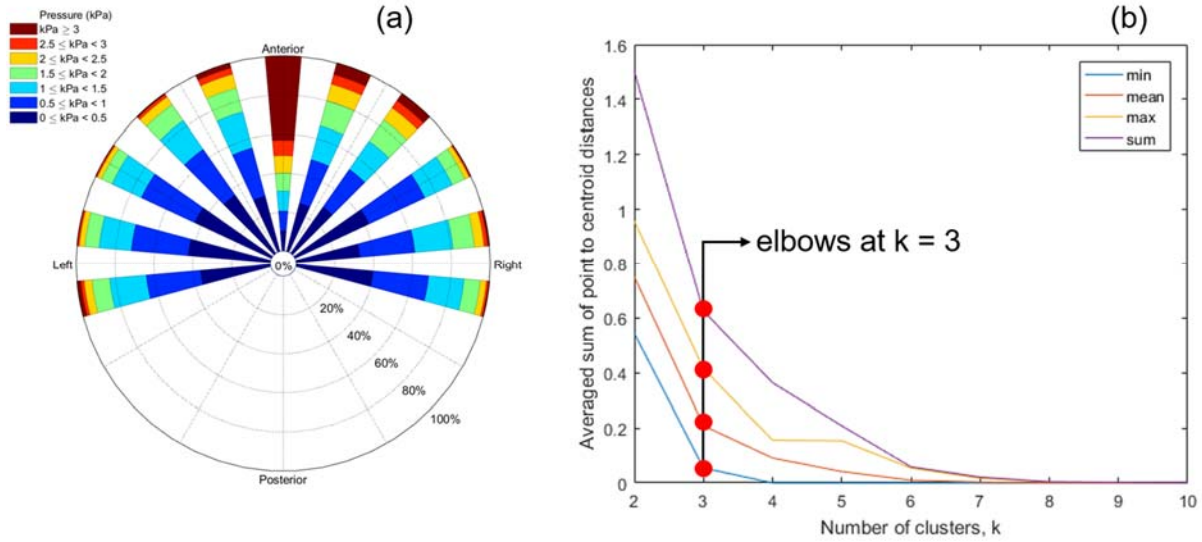 (a)
Pressure (kPa)
kPa ≥ 3
2.5 ≤ kPa < 3
2 ≤ kPa < 2.5
1.5 ≤ kPa < 2
1 ≤ kPa < 1.5
0.5 ≤ kPa < 1
0 ≤ kPa < 0.5
Anterior
Left
0%
Right
20%
40%
60%
80%
100%
Posterior
(b)
1.6
1.4
1.2
1
0.8
0.6
0.4
0.2
0
Averaged sum of point to centroid distances
min
mean
max
sum
elbows at k = 3
2 3 4 5 6 7 8 9 10
Number of clusters, k